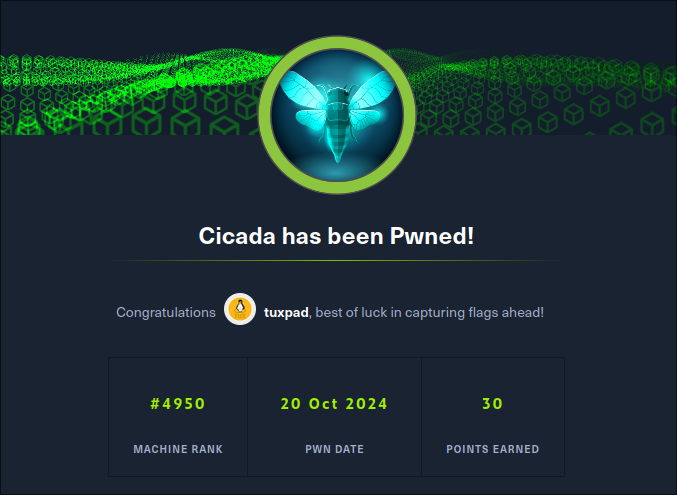 Cicada has been Pwned!
Congratulations tuxpad, best of luck in capturing flags ahead!
#4950 20 Oct 2024 30
MACHINE RANK PWN DATE POINTS EARNED